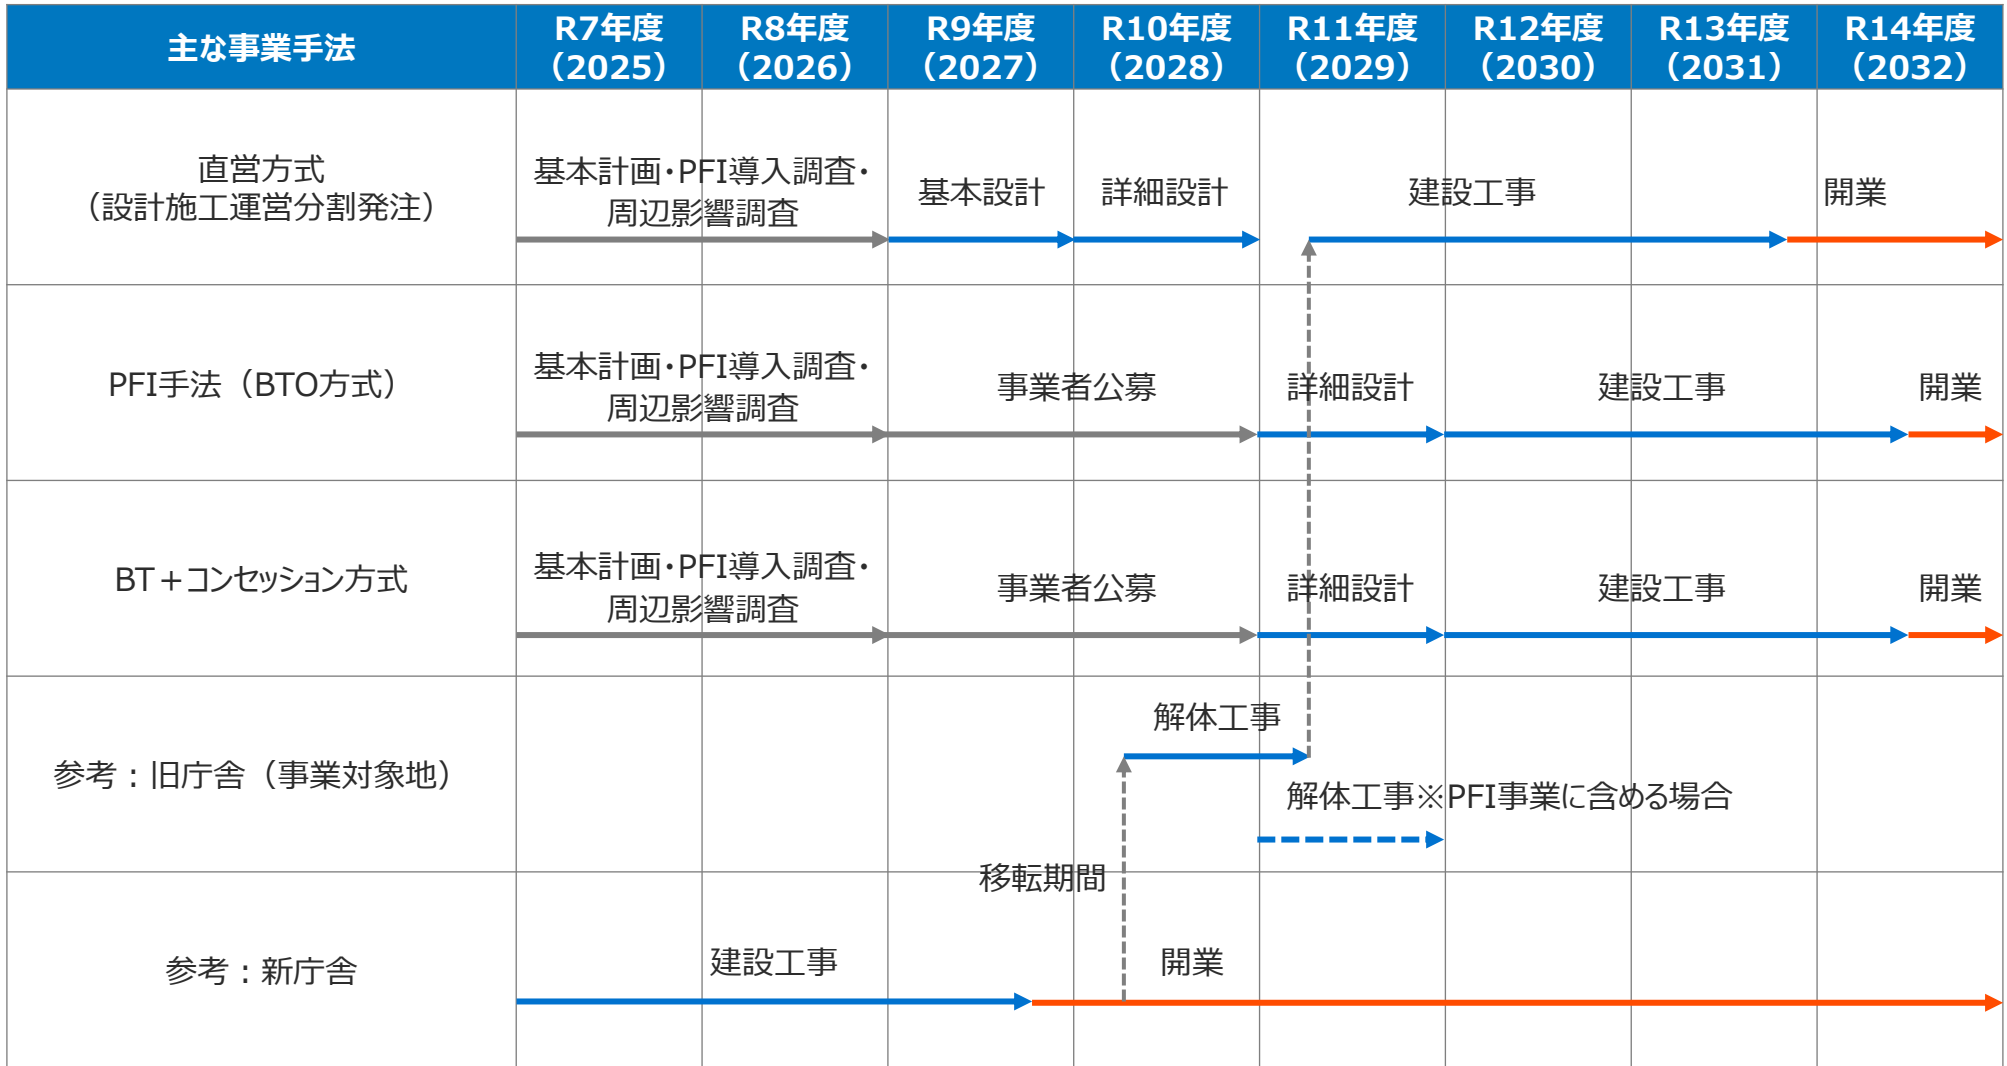 主な事業手法
R7年度
（2025）
R8年度
（2026）
R9年度
（2027）
R10年度
（2028）
R11年度
（2029）
R12年度
（2030）
R13年度
（2031）
R14年度
（2032）
直営方式
（設計施工運営分割発注）
基本計画・PFI導入調査・
周辺影響調査
基本設計
詳細設計
建設工事
開業
PFI手法（BTO方式）
基本計画・PFI導入調査・
周辺影響調査
事業者公募
詳細設計
建設工事
開業
BT＋コンセッション方式
基本計画・PFI導入調査・
周辺影響調査
事業者公募
詳細設計
建設工事
開業
参考：旧庁舎（事業対象地）
解体工事
解体工事※PFI事業に含める場合
移転期間
参考：新庁舎
建設工事
開業